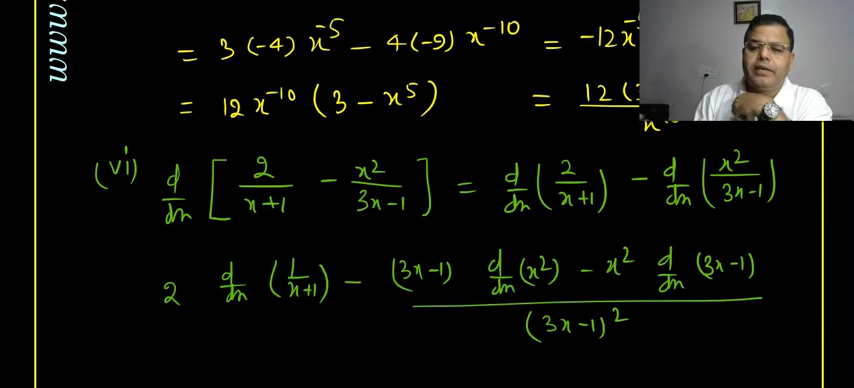 www.
= 3 (-4) x^-5 - 4 (-9) x^-10 = -12x^-
= 12x^-10 (3 - x^5) = 12 (3
(vi) d/dx [ 2/(x+1) - x^2/(3x-1) ] = d/dx (2/(x+1)) - d/dx (x^2/(3x-1))
2 d/dx (1/(x+1)) - ((3x-1) d/dx (x^2) - x^2 d/dx (3x-1))/(3x-1)^2